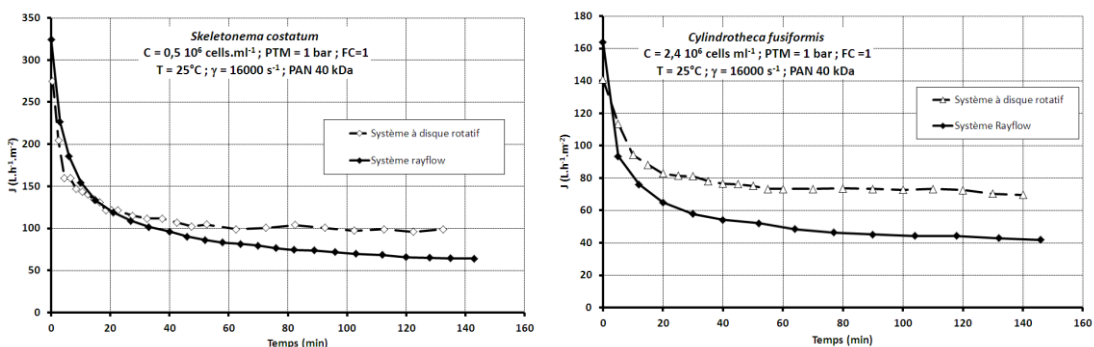 Skeletonema costatum
C = 0,5 10⁶ cells.ml⁻¹ ; PTM = 1 bar ; FC=1
T = 25°C ; γ = 16000 s⁻¹ ; PAN 40 kDa
Système à disque rotatif
Système rayflow
J (L.h⁻¹.m⁻²)
350
300
250
200
150
100
50
0
0 20 40 60 80 100 120 140 160
Temps (min)
Cylindrotheca fusiformis
C = 2,4 10⁶ cells ml⁻¹ ; PTM = 1 bar ; FC=1
T = 25°C ; γ = 16000 s⁻¹ ; PAN 40 kDa
Système à disque rotatif
Système Rayflow
J (L.h⁻¹.m⁻²)
180
160
140
120
100
80
60
40
20
0
0 20 40 60 80 100 120 140 160
Temps (min)